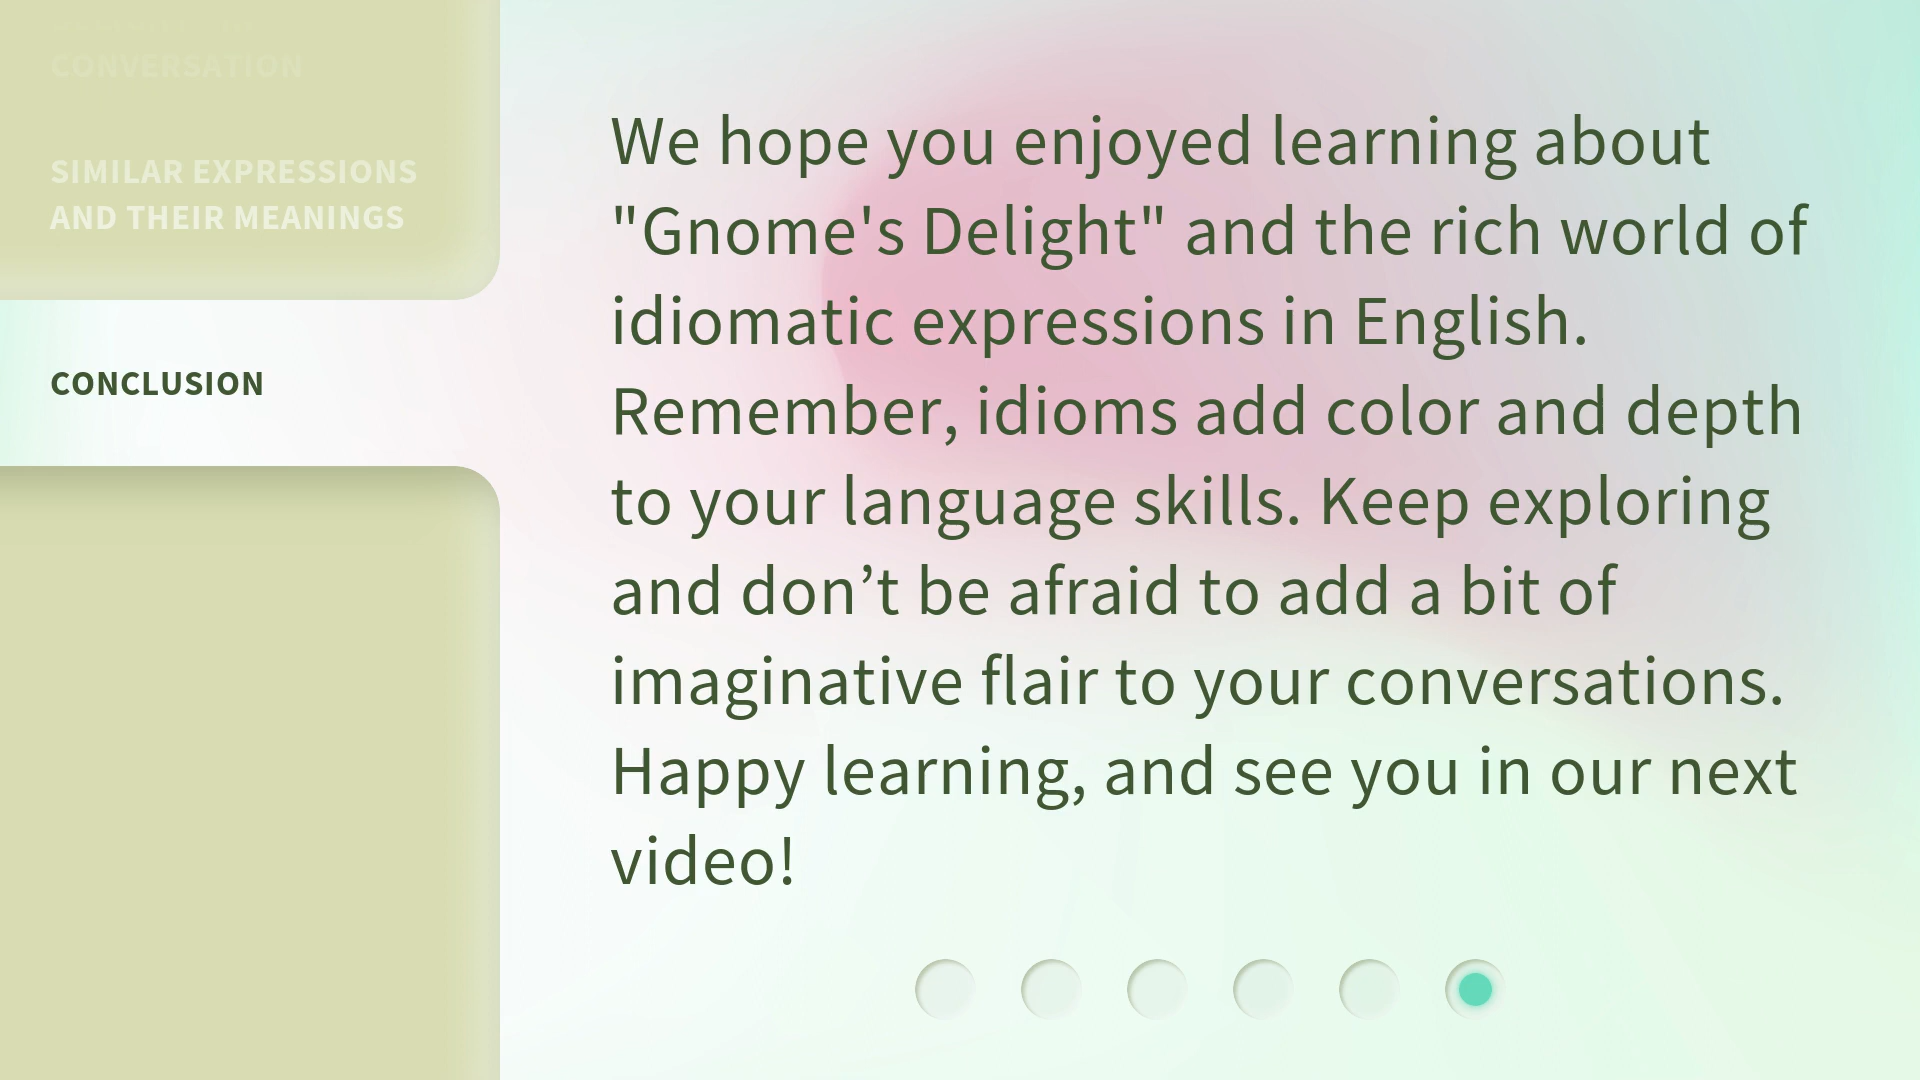 CONVERSATION
SIMILAR EXPRESSIONS
AND THEIR MEANINGS
CONCLUSION
We hope you enjoyed learning about
"Gnome's Delight" and the rich world of
idiomatic expressions in English.
Remember, idioms add color and depth
to your language skills. Keep exploring
and don’t be afraid to add a bit of
imaginative flair to your conversations.
Happy learning, and see you in our next
video!